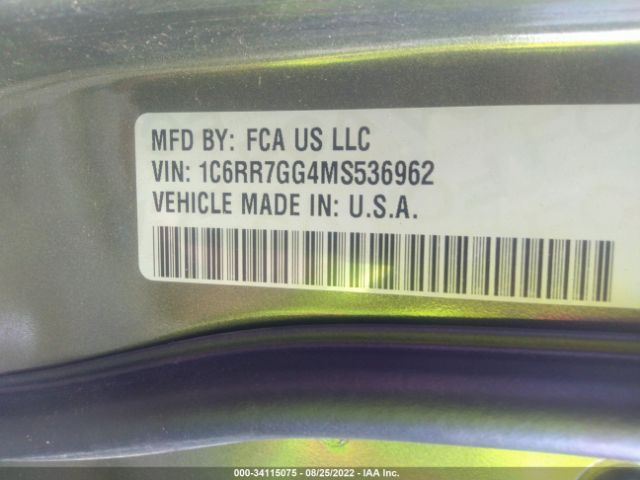 MFD BY: FCA US LLC
VIN: 1C6RR7GG4MS536962
VEHICLE MADE IN: U.S.A.
000-34115075 - 08/25/2022 - IAA Inc.